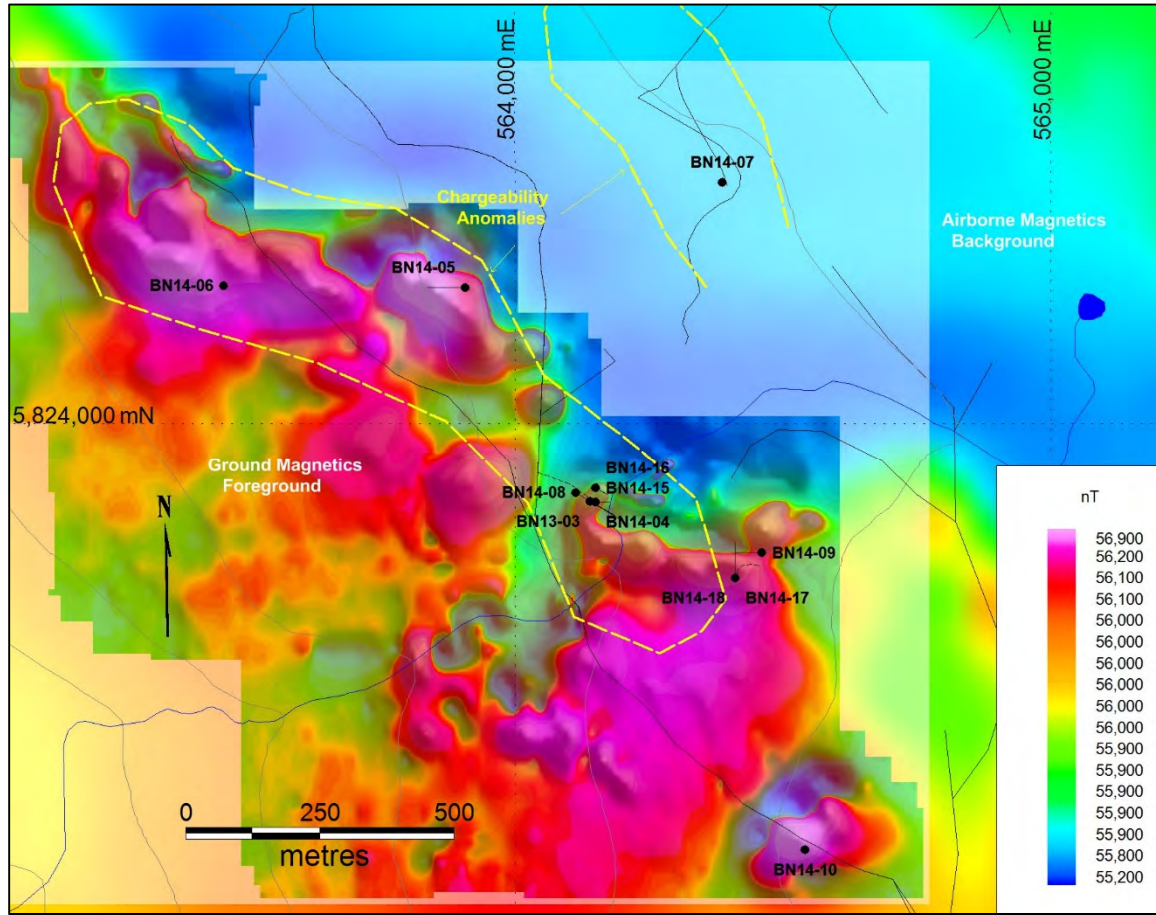 564,000 mE
565,000 mE
BN14-07
Chargeability
Anomalies
Airborne Magnetics
Background
BN14-05
BN14-06
5,824,000 mN
Ground Magnetics
Foreground
BN14-16
BN14-08
BN14-15
BN13-03
BN14-04
N
BN14-09
BN14-18
BN14-17
0
250
500
metres
BN14-10
nT
56,900
56,200
56,100
56,100
56,000
56,000
56,000
56,000
56,000
55,900
55,900
55,900
55,900
55,900
55,800
55,200